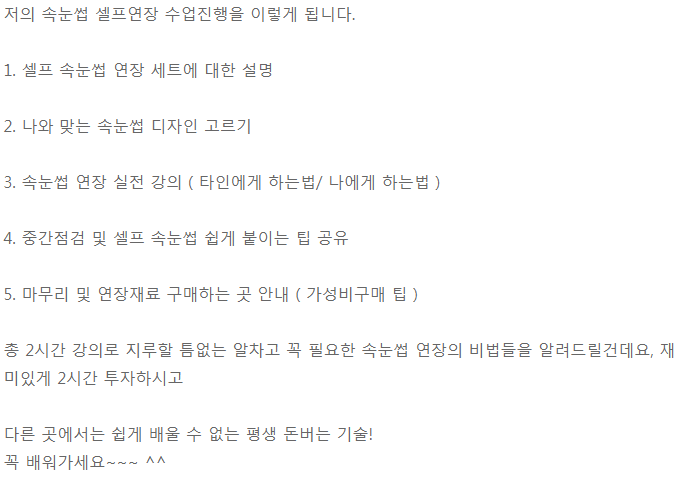 저의 속눈썹 셀프연장 수업진행을 이렇게 됩니다.
1. 셀프 속눈썹 연장 세트에 대한 설명
2. 나와 맞는 속눈썹 디자인 고르기
3. 속눈썹 연장 실전 강의 ( 타인에게 하는법/ 나에게 하는법 )
4. 중간점검 및 셀프 속눈썹 쉽게 붙이는 팁 공유
5. 마무리 및 연장재료 구매하는 곳 안내 ( 가성비구매 팁 )
총 2시간 강의로 지루할 틈없는 알차고 꼭 필요한 속눈썹 연장의 비법들을 알려드릴건데요, 재
미있게 2시간 투자하시고
다른 곳에서는 쉽게 배울 수 없는 평생 돈버는 기술!
꼭 배워가세요~~~ ^^